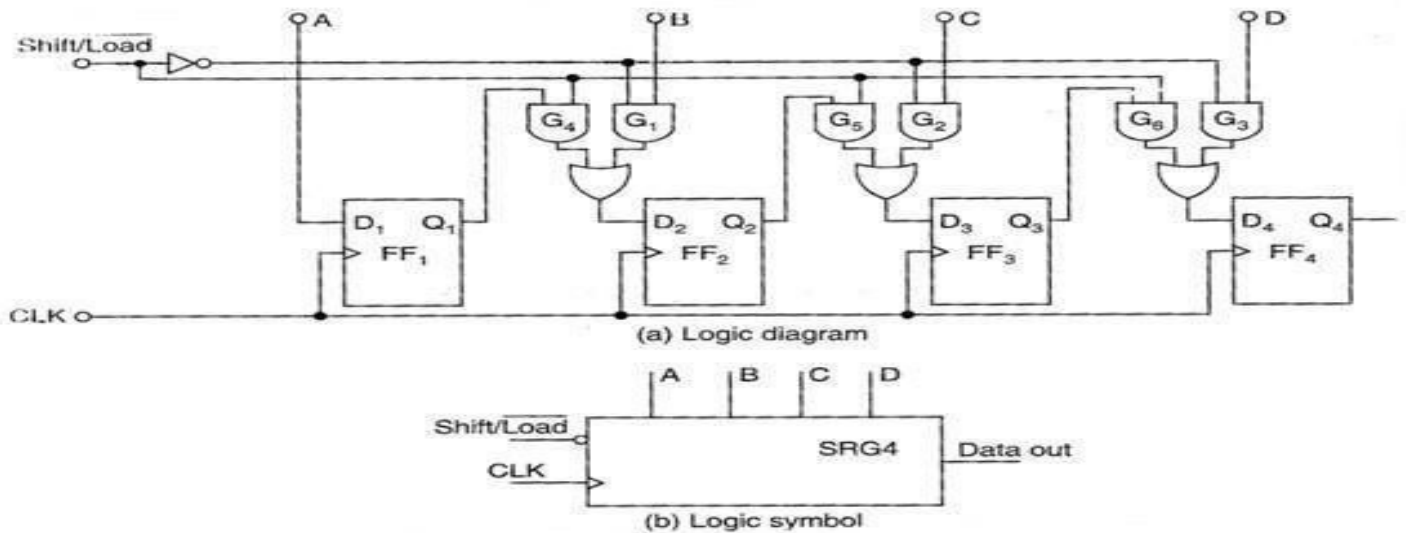 A B C D
Shift/Load
G4 G1 G5 G2 G6 G3
D1 Q1 D2 Q2 D3 Q3 D4 Q4
FF1 FF2 FF3 FF4
CLK
(a) Logic diagram
A B C D
Shift/Load
SRG4 Data out
CLK
(b) Logic symbol